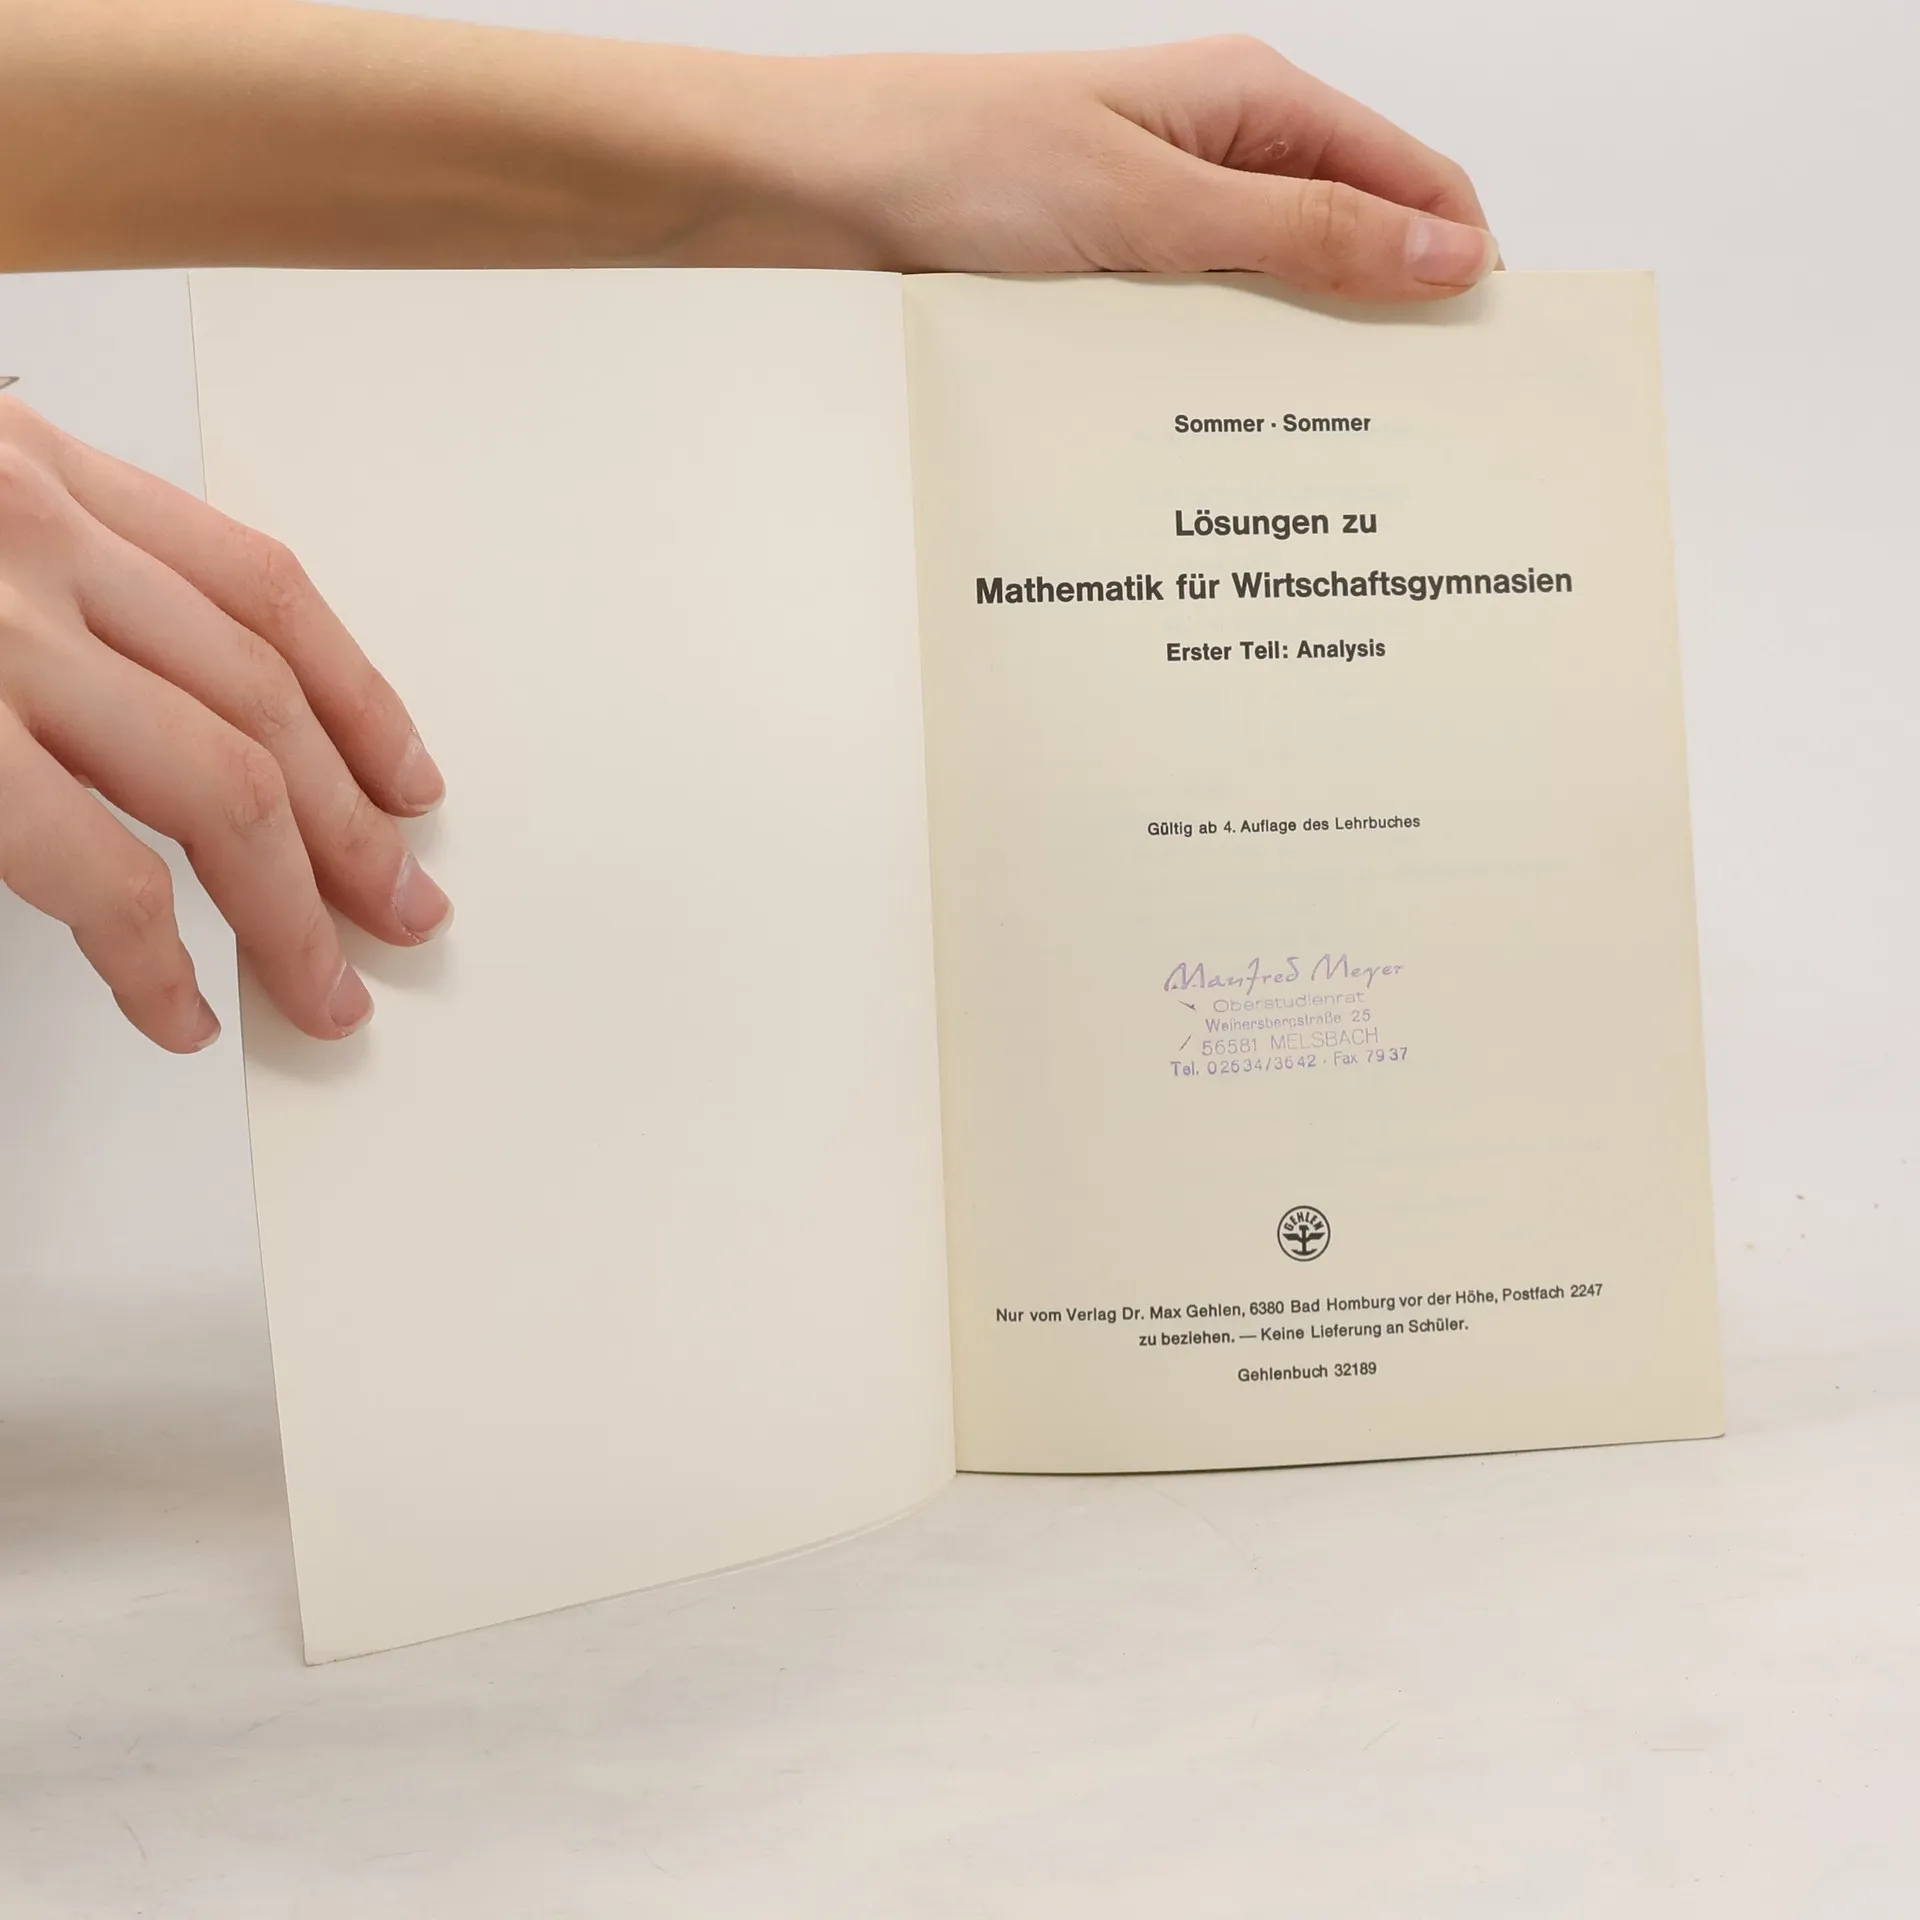 Sommer · Sommer
Lösungen zu
Mathematik für Wirtschaftsgymnasien
Erster Teil: Analysis
Gültig ab 4. Auflage des Lehrbuches
Manfred Meyer
Oberstudienrat
Weihersbergstraße 25
56581 MELSBACH
Tel. 02634/3642 · Fax 7937
GEHLEN
Nur vom Verlag Dr. Max Gehlen, 6380 Bad Homburg vor der Höhe, Postfach 2247
zu beziehen. — Keine Lieferung an Schüler.
Gehlenbuch 32189